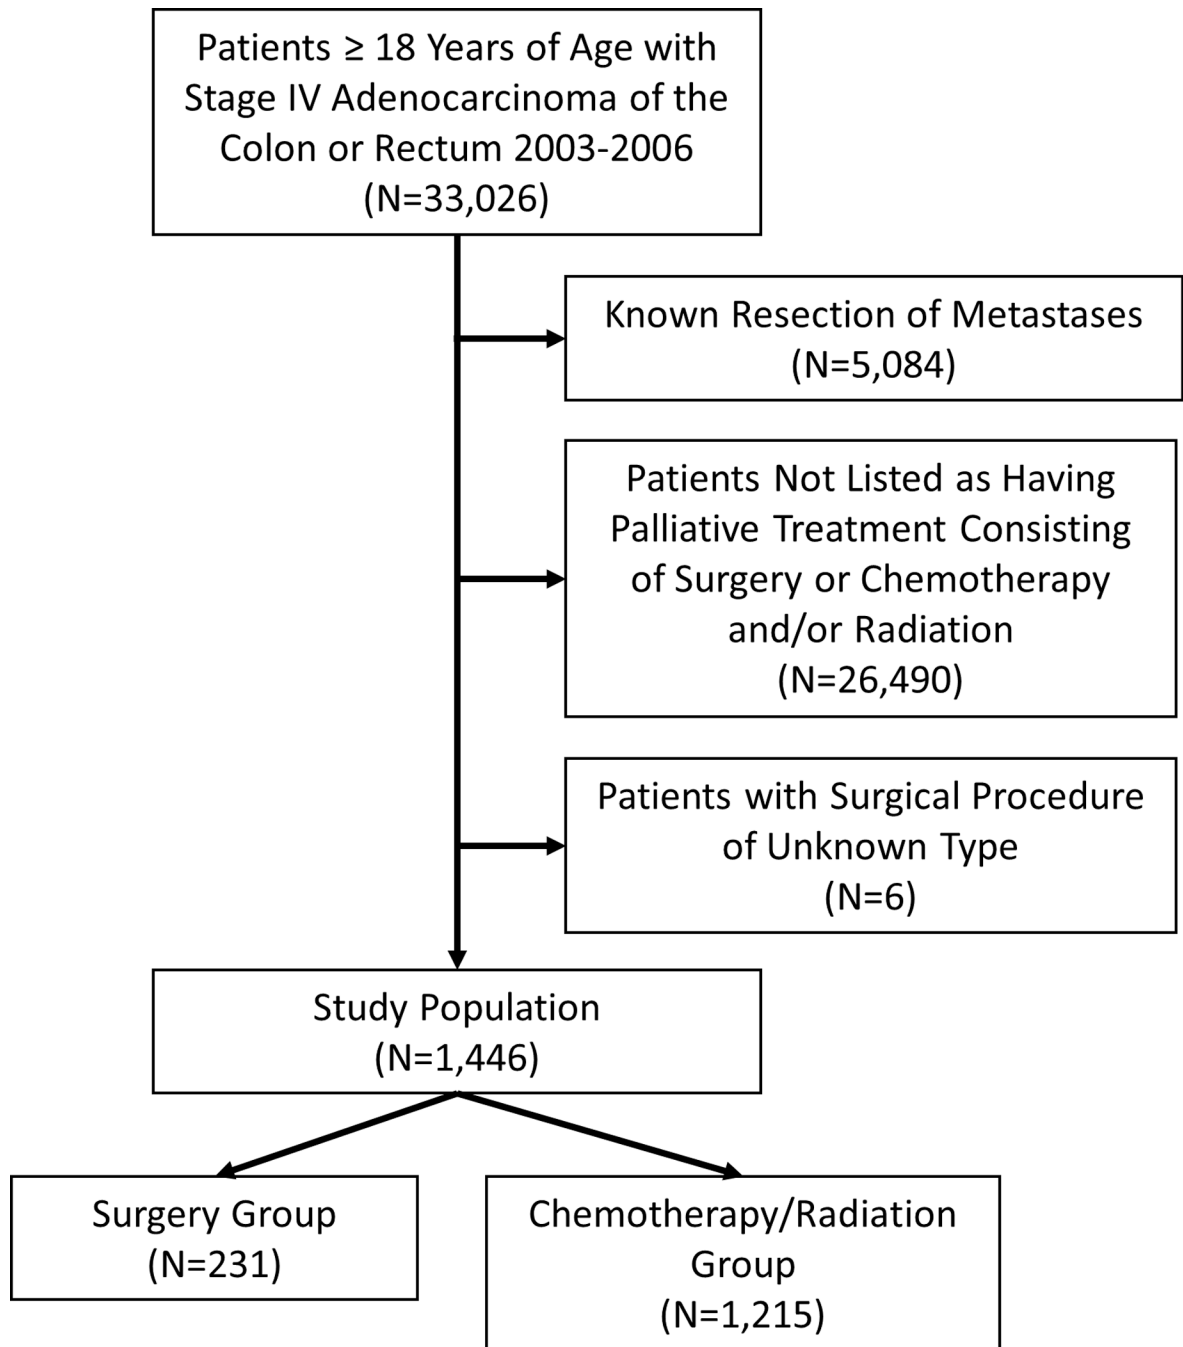 Patients ≥ 18 Years of Age with
Stage IV Adenocarcinoma of the
Colon or Rectum 2003-2006
(N=33,026)
Known Resection of Metastases
(N=5,084)
Patients Not Listed as Having
Palliative Treatment Consisting
of Surgery or Chemotherapy
and/or Radiation
(N=26,490)
Patients with Surgical Procedure
of Unknown Type
(N=6)
Study Population
(N=1,446)
Surgery Group
(N=231)
Chemotherapy/Radiation
Group
(N=1,215)